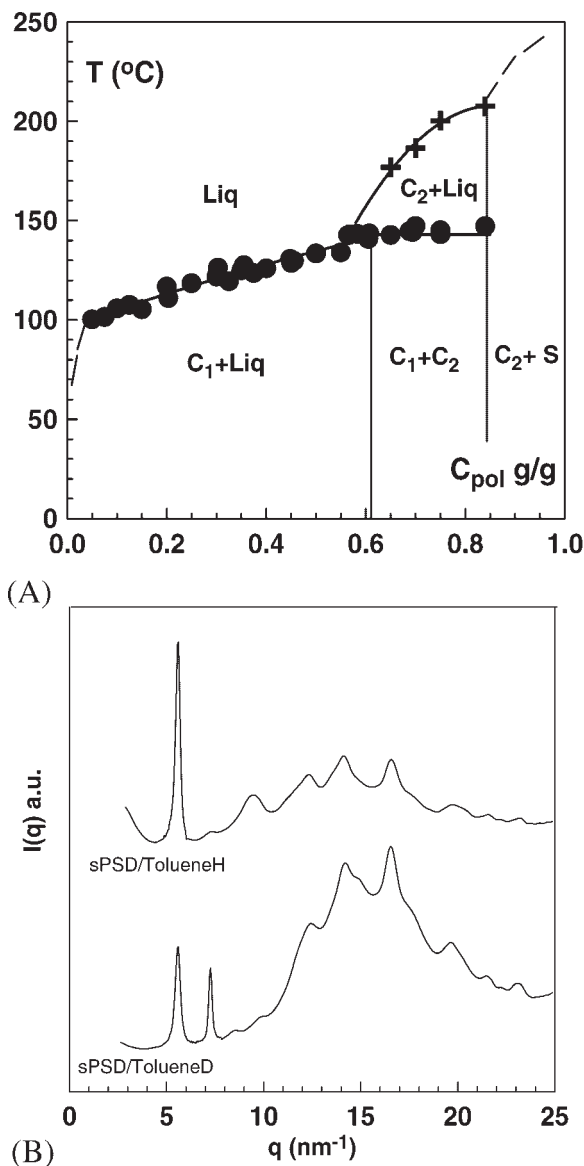 T (°C)
250
200
150
100
50
0
Liq
C₂+Liq
C₁+Liq
C₁+C₂
C₂+ S
Cpol g/g
0.0 0.2 0.4 0.6 0.8 1.0
(A)
I(q) a.u.
sPSD/TolueneH
sPSD/TolueneD
0 5 10 15 20 25
q (nm⁻¹)
(B)